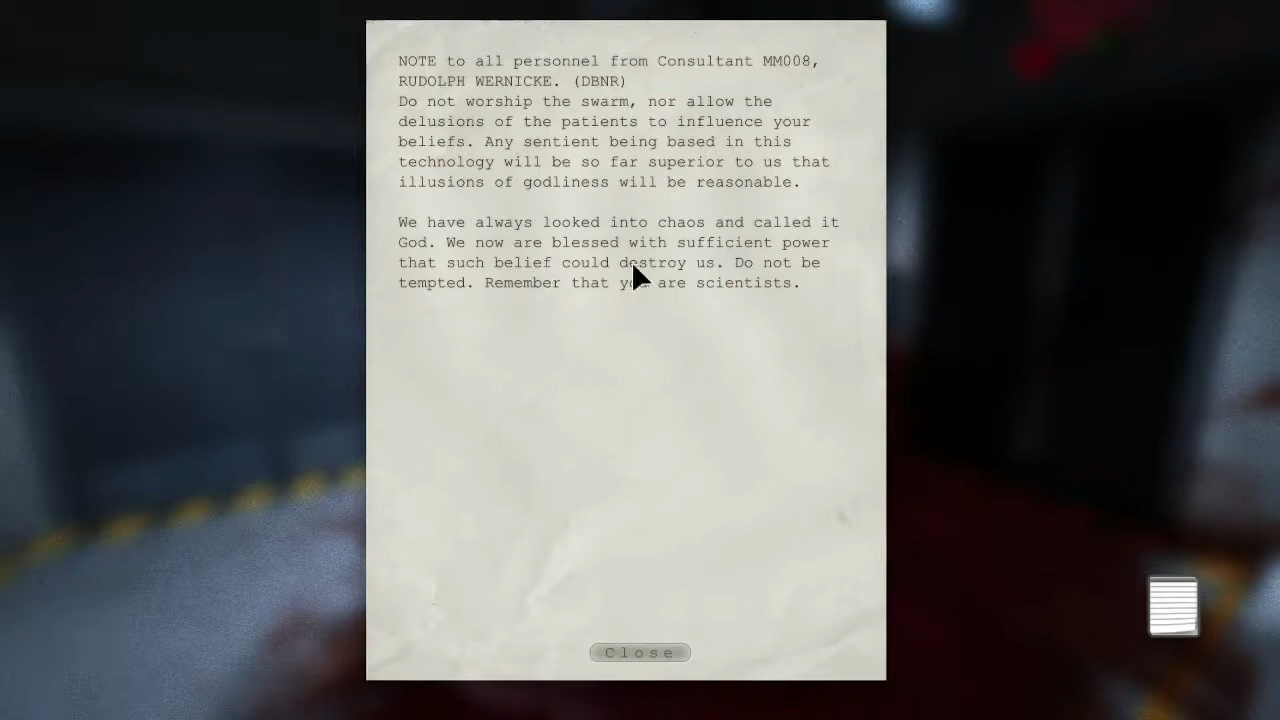 NOTE to all personnel from Consultant MM008,
RUDOLPH WERNICKE. (DBNR)
Do not worship the swarm, nor allow the
delusions of the patients to influence your
beliefs. Any sentient being based in this
technology will be so far superior to us that
illusions of godliness will be reasonable.
We have always looked into chaos and called it
God. We now are blessed with sufficient power
that such belief could destroy us. Do not be
tempted. Remember that you are scientists.
Close